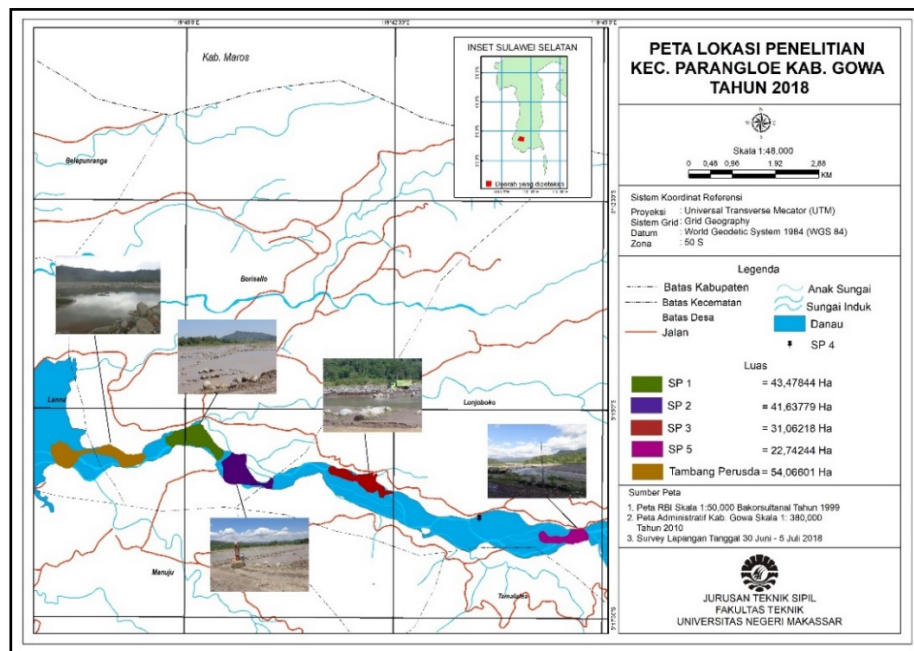 Kab. Maros
Belapunranga
Borisallo
Lanna
Lonjoboko
Manuju
INSET SULAWESI SELATAN
Daerah yang dipetakan
PETA LOKASI PENELITIAN
KEC. PARANGLOE KAB. GOWA
TAHUN 2018
Skala 1:48.000
0 0,48 0,96 1.92 2,88
KM
Sistem Koordinat Referensi
Proyeksi : Universal Transverse Mecator (UTM)
Sistem Grid : Grid Geography
Datum : World Geodetic System 1984 (WGS 84)
Zona : 50 S
Legenda
Batas Kabupaten
Batas Kecematan
Batas Desa
Jalan
Anak Sungai
Sungai Induk
Danau
SP 4
Luas
SP 1 = 43,47844 Ha
SP 2 = 41,63779 Ha
SP 3 = 31,06218 Ha
SP 5 = 22,74244 Ha
Tambang Perusda = 54,06601 Ha
Sumber Peta
1. Peta RBI Skala 1:50,000 Bakorsultanal Tahun 1999
2. Peta Administratif Kab. Gowa Skala 1: 380,000
Tahun 2010
3. Survey Lapangan Tanggal 30 Juni - 5 Juli 2018
JURUSAN TEKNIK SIPIL
FAKULTAS TEKNIK
UNIVERSITAS NEGERI MAKASSAR